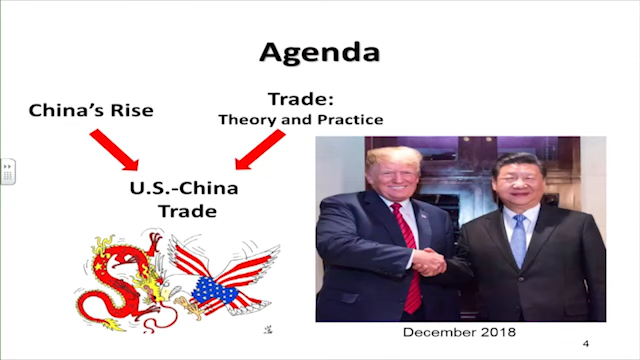 Agenda
China's Rise
Trade:
Theory and Practice
U.S.-China
Trade
December 2018
4